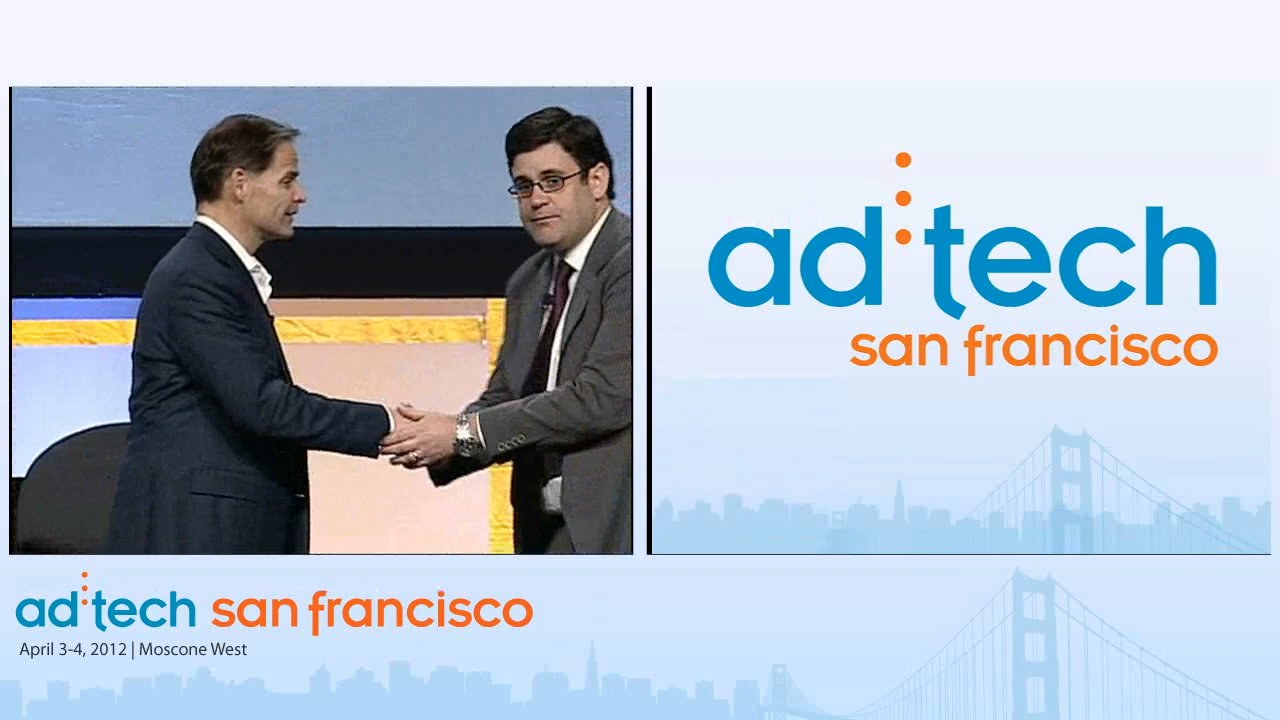 ad:tech
san francisco
ad:tech san francisco
April 3-4, 2012 | Moscone West